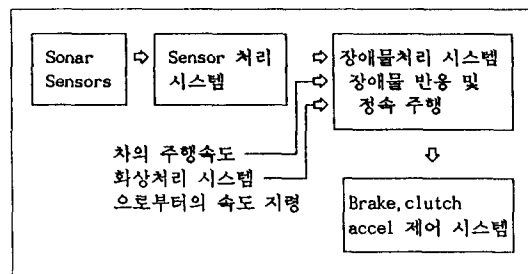 Sonar
Sensors
Sensor 처리
시스템
장애물처리 시스템
장애물 반응 및
정속 주행
차의 주행속도
화상처리 시스템
으로부터의 속도 지령
Brake, clutch
accel 제어 시스템